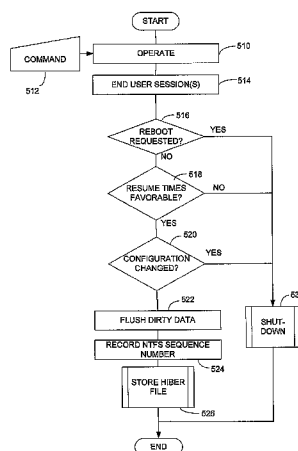 START
OPERATE
510
COMMAND
512
END USER SESSION(S)
514
516
REBOOT
REQUESTED?
YES
NO
518
RESUME TIMES
FAVORABLE?
NO
YES
520
CONFIGURATION
CHANGED?
YES
NO
522
FLUSH DIRTY DATA
RECORD NTFS SEQUENCE
NUMBER
524
SHUT-
DOWN
STORE HIBER
FILE
526
END